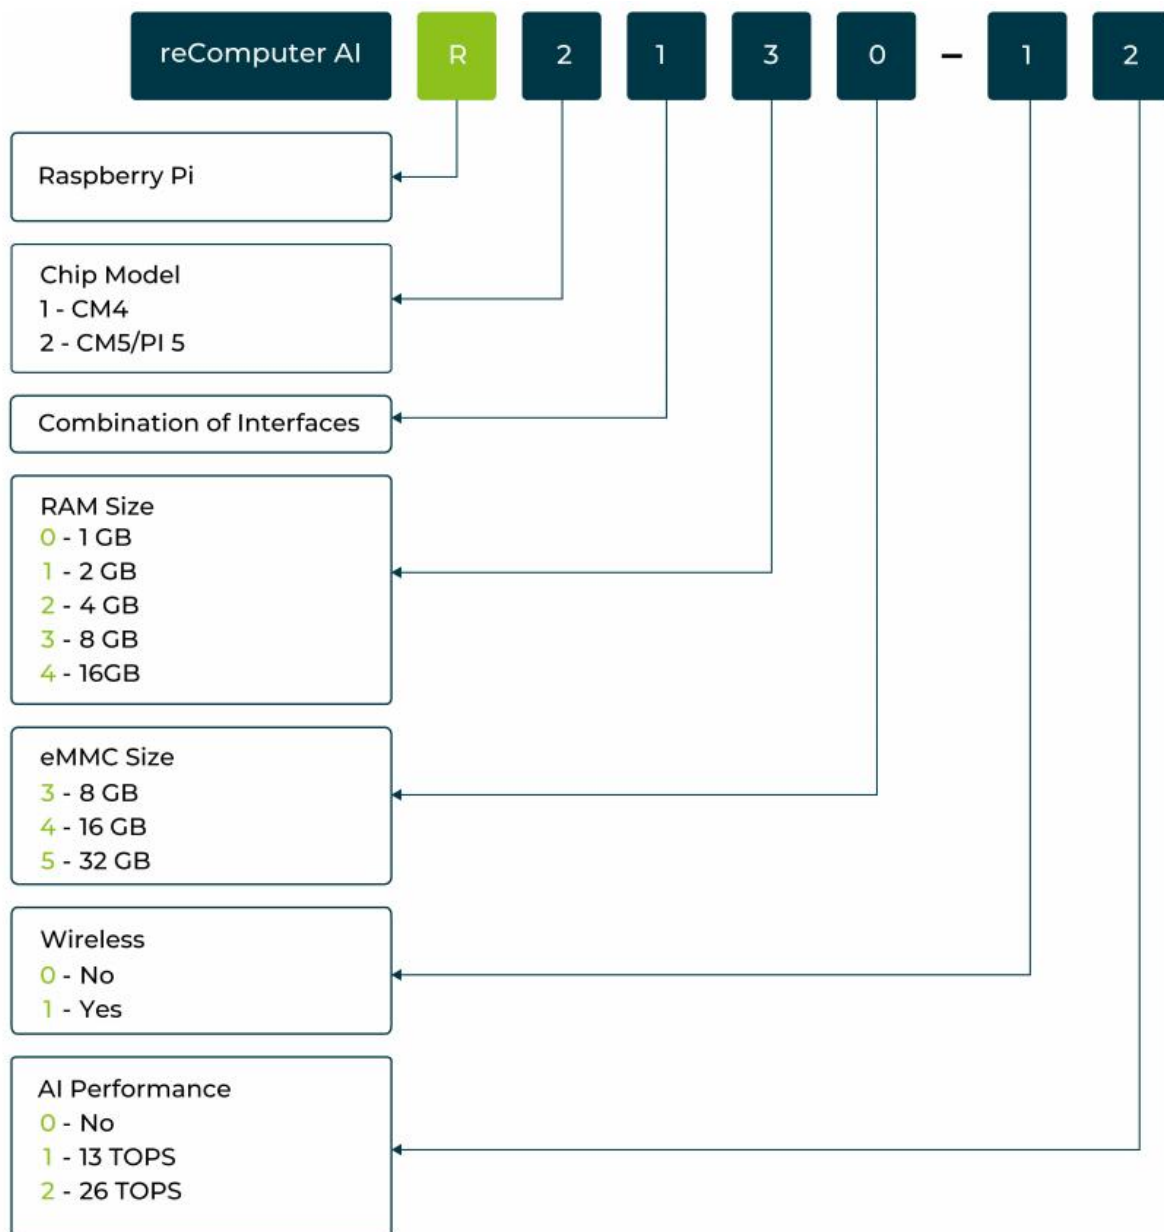 reComputer AI R 2 1 3 0 – 1 2
Raspberry Pi
Chip Model
1 - CM4
2 - CM5/PI 5
Combination of Interfaces
RAM Size
0 - 1 GB
1 - 2 GB
2 - 4 GB
3 - 8 GB
4 - 16GB
eMMC Size
3 - 8 GB
4 - 16 GB
5 - 32 GB
Wireless
0 - No
1 - Yes
AI Performance
0 - No
1 - 13 TOPS
2 - 26 TOPS